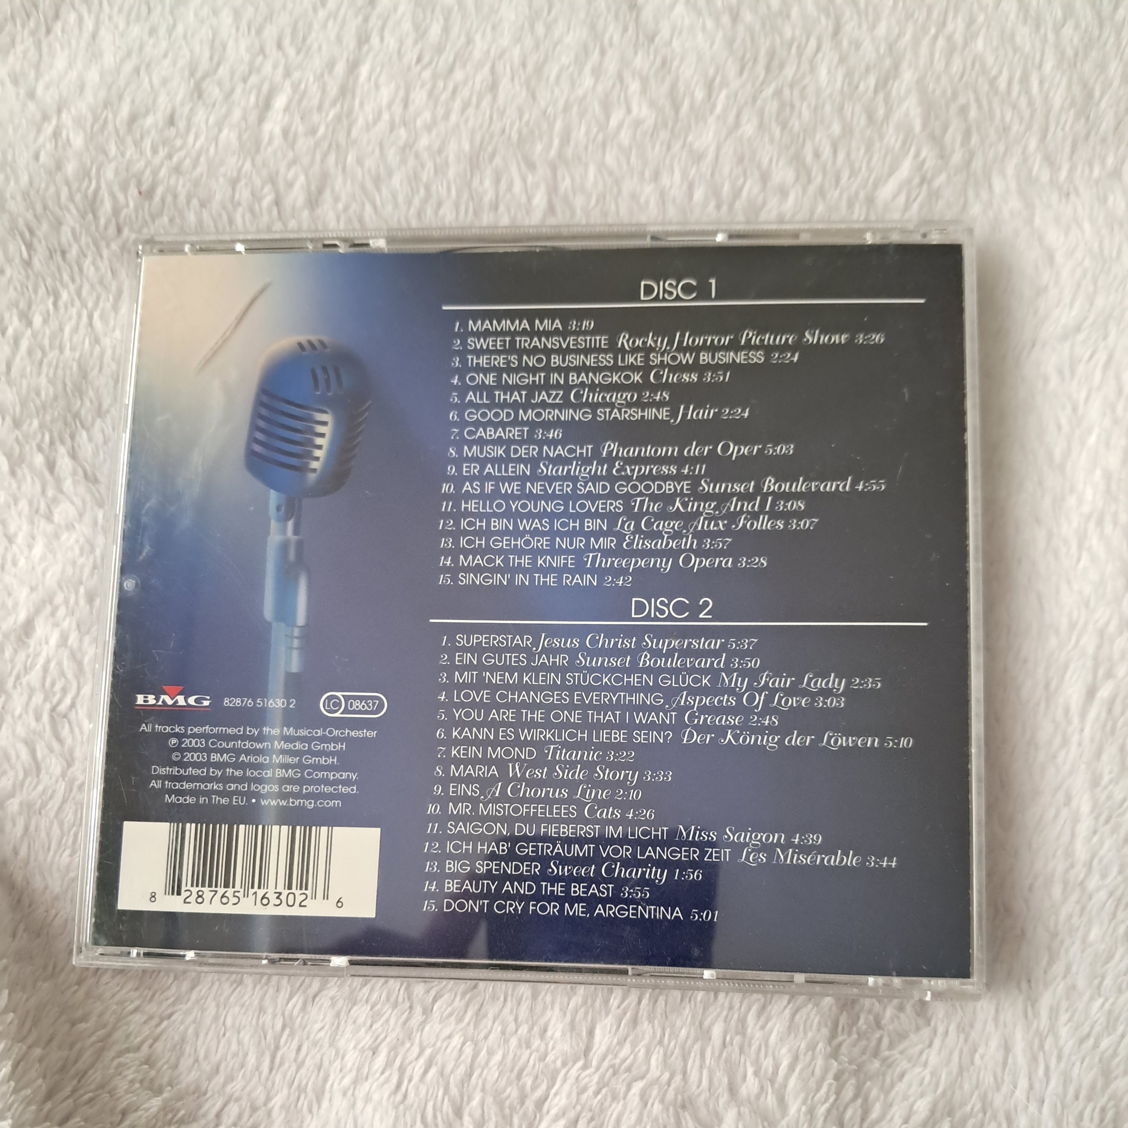 DISC 1
1. MAMMA MIA 3:19
2. SWEET TRANSVESTITE Rocky Horror Picture Show 3:26
3. THERE'S NO BUSINESS LIKE SHOW BUSINESS 2:24
4. ONE NIGHT IN BANGKOK Chess 3:51
5. ALL THAT JAZZ Chicago 2:48
6. GOOD MORNING STARSHINE Hair 2:24
7. CABARET 3:46
8. MUSIK DER NACHT Phantom der Oper 5:03
9. ER ALLEIN Starlight Express 4:11
10. AS IF WE NEVER SAID GOODBYE Sunset Boulevard 4:55
11. HELLO YOUNG LOVERS The King And I 3:08
12. ICH BIN WAS ICH BIN La Cage Aux Folles 3:07
13. ICH GEHÖRE NUR MIR Elisabeth 3:57
14. MACK THE KNIFE Threepeny Opera 3:28
15. SINGIN' IN THE RAIN 2:42
DISC 2
1. SUPERSTAR Jesus Christ Superstar 5:37
2. EIN GUTES JAHR Sunset Boulevard 3:50
3. MIT 'NEM KLEIN STÜCKCHEN GLÜCK My Fair Lady 2:35
4. LOVE CHANGES EVERYTHING Aspects Of Love 3:03
5. YOU ARE THE ONE THAT I WANT Grease 2:48
6. KANN ES WIRKLICH LIEBE SEIN? Der König der Löwen 5:10
7. KEIN MOND Titanic 3:22
8. MARIA West Side Story 3:33
9. EINS A Chorus Line 2:10
10. MR. MISTOFFELEES Cats 4:26
11. SAIGON, DU FIEBERST IM LICHT Miss Saigon 4:39
12. ICH HAB' GETRÄUMT VOR LANGER ZEIT Les Misérable 3:44
13. BIG SPENDER Sweet Charity 1:56
14. BEAUTY AND THE BEAST 3:55
15. DON'T CRY FOR ME, ARGENTINA 5:01
BMG 82876 51630 2 LC 08637
All tracks performed by the Musical-Orchester
℗ 2003 Countdown Media GmbH
© 2003 BMG Ariola Miller GmbH.
Distributed by the local BMG Company.
All trademarks and logos are protected.
Made in The EU. • www.bmg.com
8 28765 16302 6